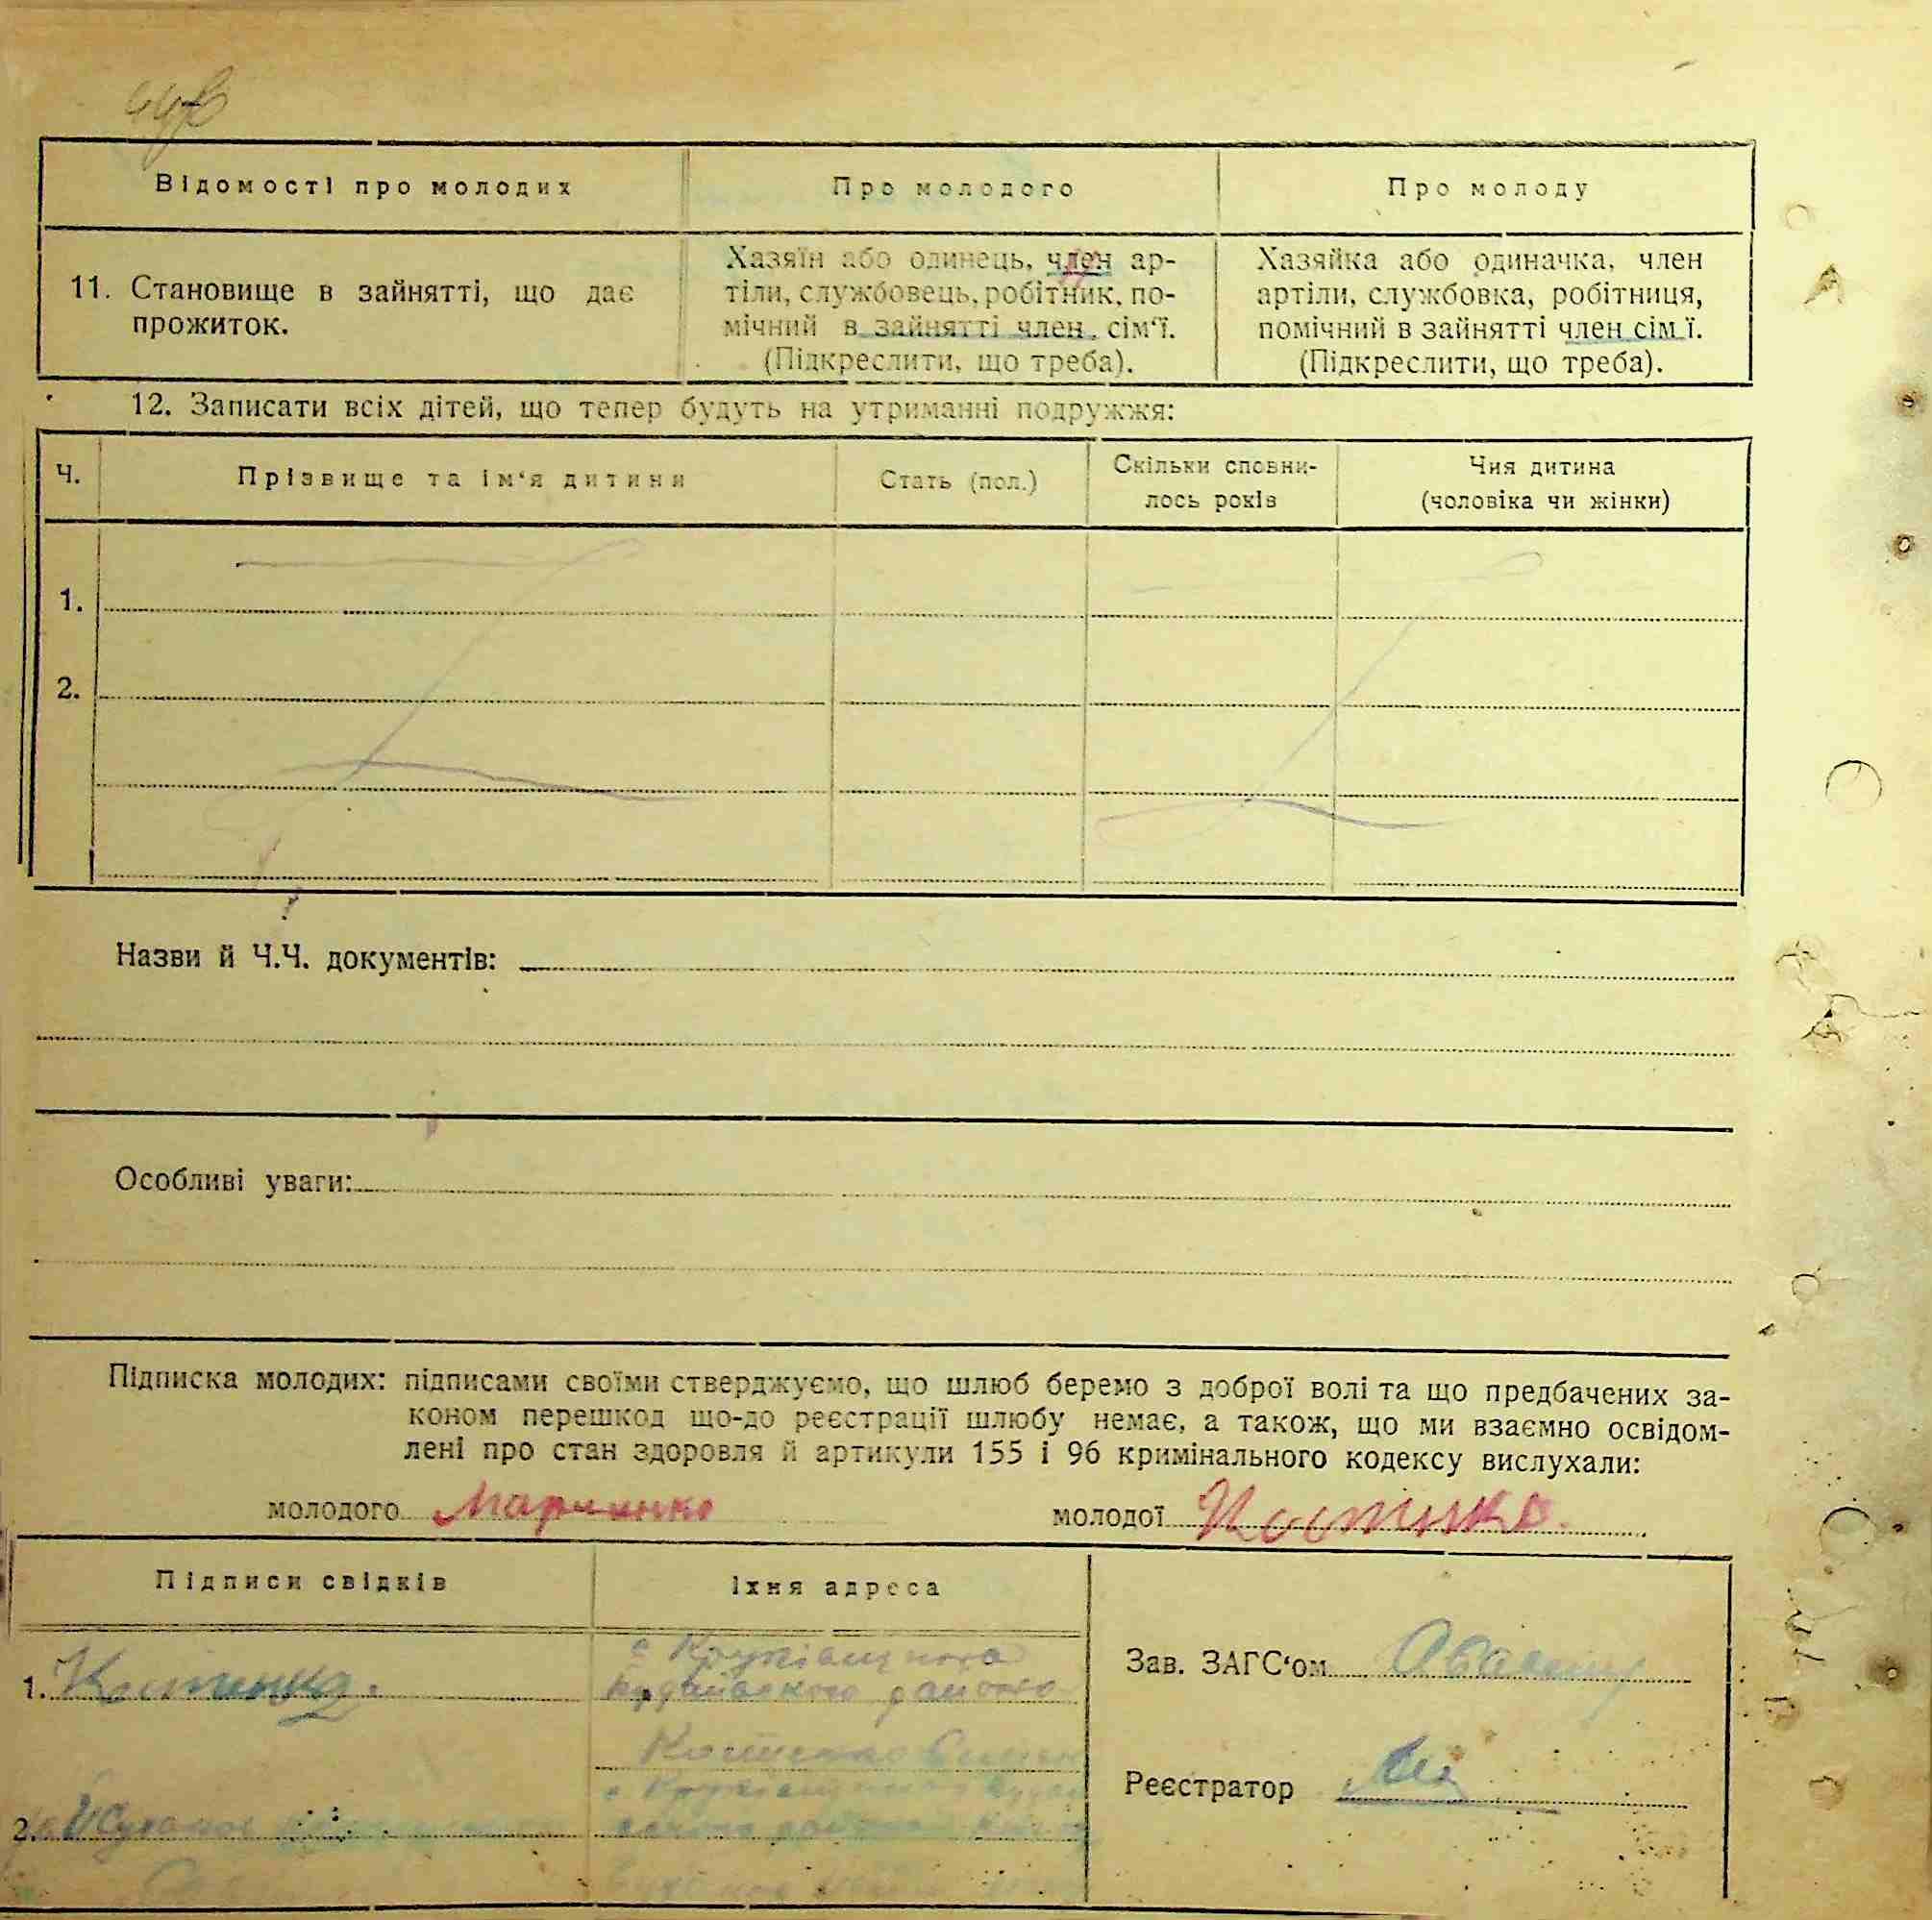 Відомості про молодих
Про молодого
Про молоду
11. Становище в зайнятті, що дає
прожиток.
Хазяїн або одинець, член ар-
тіли, службовець, робітник, по-
мічний в зайнятті член сім‘ї.
(Підкреслити, що треба).
Хазяйка або одиначка, член
артіли, службовка, робітниця,
помічний в зайнятті член сім ї.
(Підкреслити, що треба).
12. Записати всіх дітей, що тепер будуть на утриманні подружжя:
Ч.
Прізвище та ім‘я дитини
Стать (пол.)
Скільки сповни-
лось років
Чия дитина
(чоловіка чи жінки)
1.
2.
Назви й Ч.Ч. документів:
Особливі уваги:
Підписка молодих: підписами своїми стверджуємо, що шлюб беремо з доброї волі та що предбачених за-
коном перешкод що-до реєстрації шлюбу немає, а також, що ми взаємно освідом-
лені про стан здоровля й артикули 155 і 96 кримінального кодексу вислухали:
молодого
молодої
Підписи свідків
Їхня адреса
1.
району
Костенко
2.
Зав. ЗАГС‘ом
Реєстратор